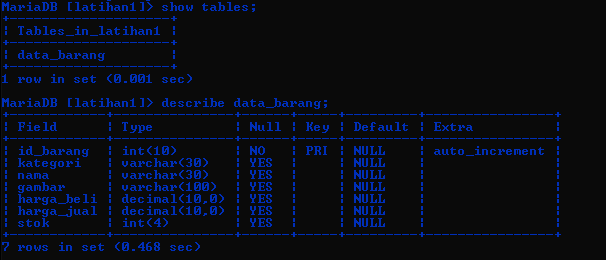 MariaDB [latihan1]> show tables;
+--------------------+
| Tables_in_latihan1 |
+--------------------+
| data_barang        |
+--------------------+
1 row in set (0.001 sec)
MariaDB [latihan1]> describe data_barang;
+------------+---------------+------+-----+---------+----------------+
| Field      | Type          | Null | Key | Default | Extra          |
+------------+---------------+------+-----+---------+----------------+
| id_barang  | int(10)       | NO   | PRI | NULL    | auto_increment |
| kategori   | varchar(30)   | YES  |     | NULL    |                |
| nama       | varchar(30)   | YES  |     | NULL    |                |
| gambar     | varchar(100)  | YES  |     | NULL    |                |
| harga_beli | decimal(10,0) | YES  |     | NULL    |                |
| harga_jual | decimal(10,0) | YES  |     | NULL    |                |
| stok       | int(4)        | YES  |     | NULL    |                |
+------------+---------------+------+-----+---------+----------------+
7 rows in set (0.468 sec)